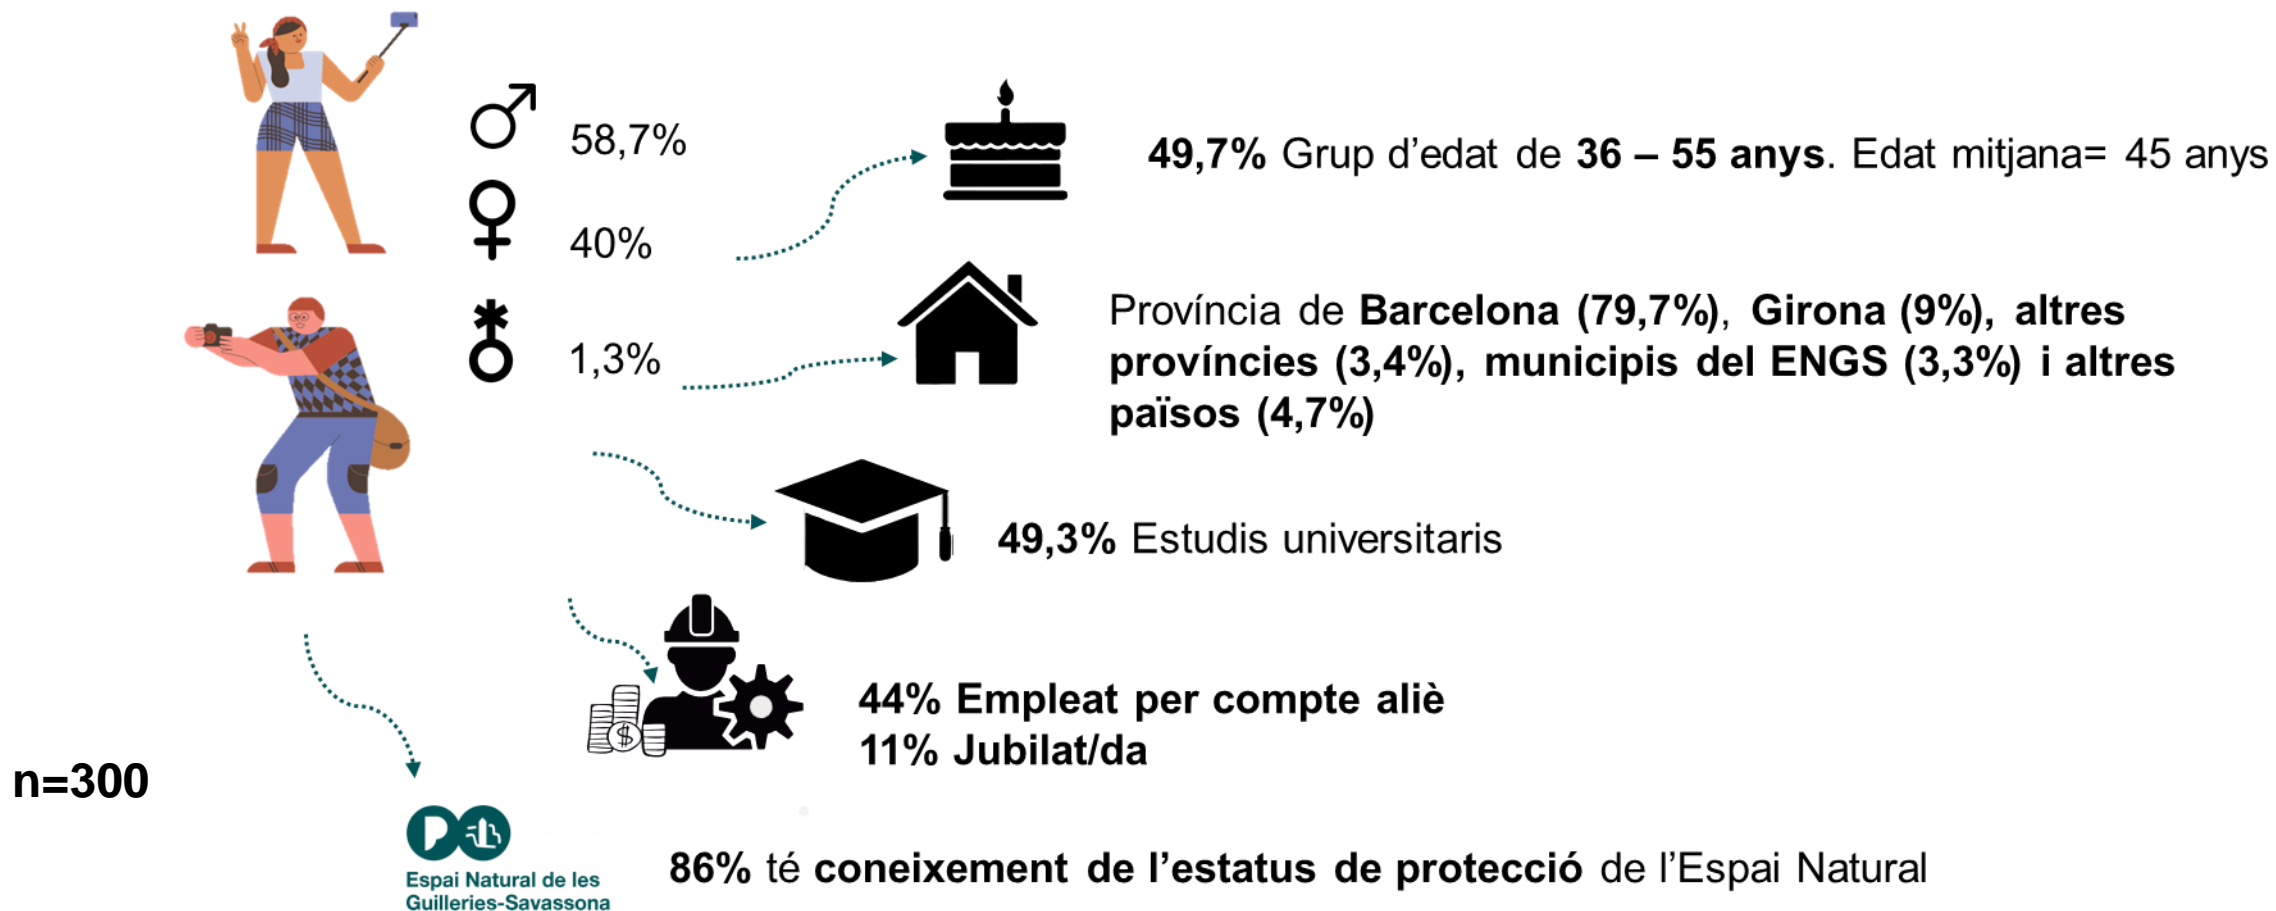 58,7%
40%
1,3%
49,7% Grup d'edat de 36 – 55 anys. Edat mitjana= 45 anys
Província de Barcelona (79,7%), Girona (9%), altres
províncies (3,4%), municipis del ENGS (3,3%) i altres
països (4,7%)
49,3% Estudis universitaris
$
44% Empleat per compte aliè
11% Jubilat/da
n=300
Espai Natural de les
Guilleries-Savassona
86% té coneixement de l'estatus de protecció de l'Espai Natural